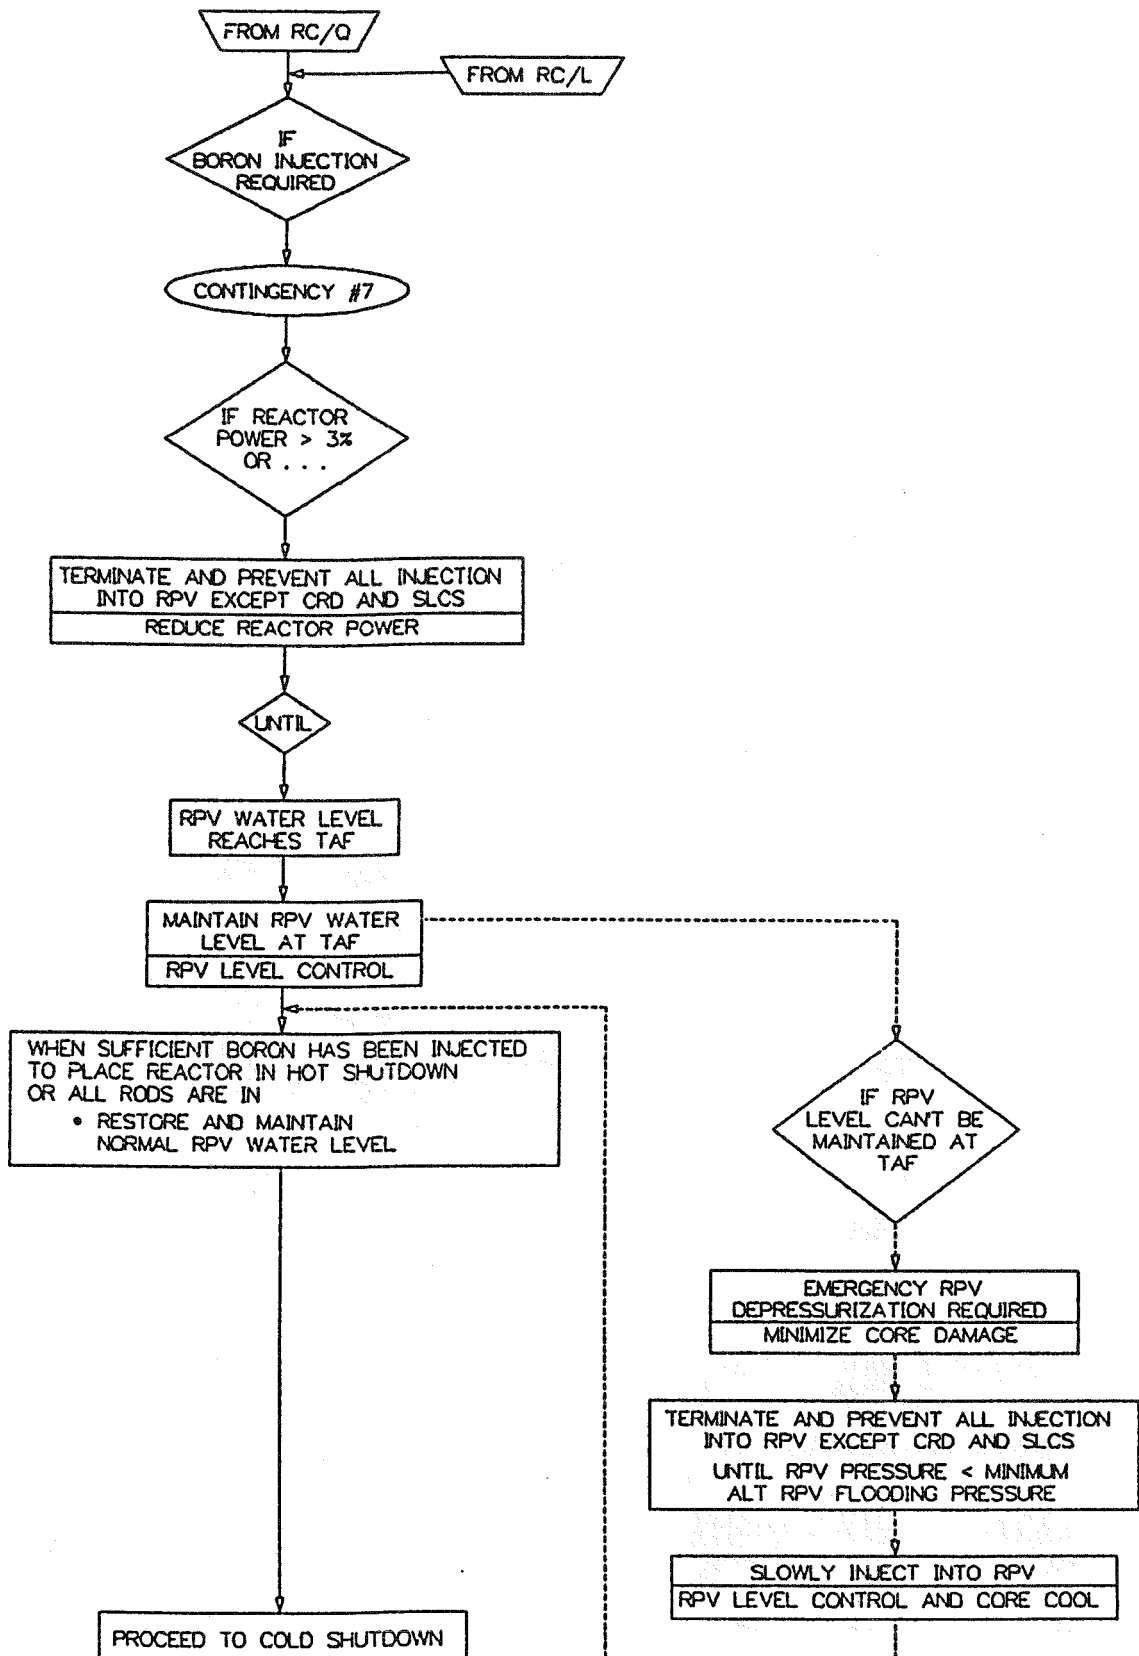 FROM RC/Q
FROM RC/L
IF
BORON INJECTION
REQUIRED
CONTINGENCY #7
IF REACTOR
POWER > 3%
OR . . .
TERMINATE AND PREVENT ALL INJECTION
INTO RPV EXCEPT CRD AND SLCS
REDUCE REACTOR POWER
UNTIL
RPV WATER LEVEL
REACHES TAF
MAINTAIN RPV WATER
LEVEL AT TAF
RPV LEVEL CONTROL
WHEN SUFFICIENT BORON HAS BEEN INJECTED
TO PLACE REACTOR IN HOT SHUTDOWN
OR ALL RODS ARE IN
• RESTORE AND MAINTAIN
NORMAL RPV WATER LEVEL
IF RPV
LEVEL CAN'T BE
MAINTAINED AT
TAF
EMERGENCY RPV
DEPRESSURIZATION REQUIRED
MINIMIZE CORE DAMAGE
TERMINATE AND PREVENT ALL INJECTION
INTO RPV EXCEPT CRD AND SLCS
UNTIL RPV PRESSURE < MINIMUM
ALT RPV FLOODING PRESSURE
SLOWLY INJECT INTO RPV
RPV LEVEL CONTROL AND CORE COOL
PROCEED TO COLD SHUTDOWN